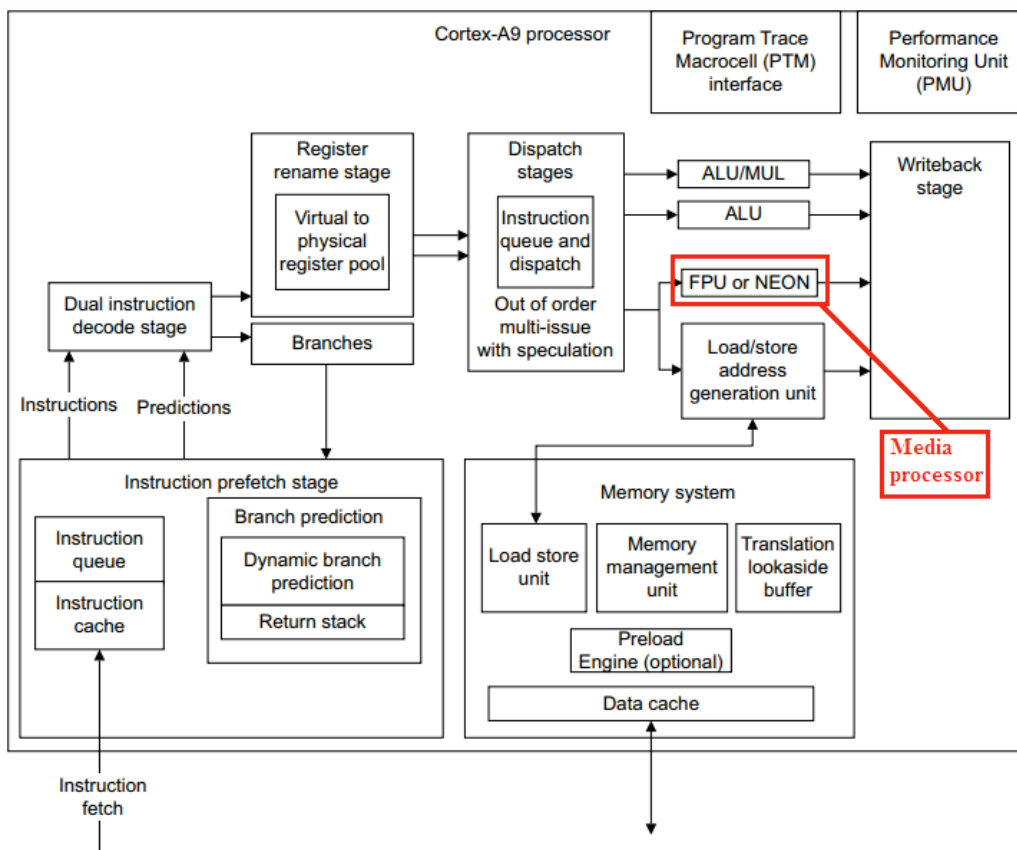 Cortex-A9 processor
Program Trace
Macrocell (PTM)
interface
Performance
Monitoring Unit
(PMU)
Register
rename stage
Virtual to
physical
register pool
Dispatch
stages
Instruction
queue and
dispatch
Out of order
multi-issue
with speculation
ALU/MUL
ALU
FPU or NEON
Load/store
address
generation unit
Writeback
stage
Dual instruction
decode stage
Branches
Instructions
Predictions
Media
processor
Instruction prefetch stage
Instruction
queue
Instruction
cache
Branch prediction
Dynamic branch
prediction
Return stack
Memory system
Load store
unit
Memory
management
unit
Translation
lookaside
buffer
Preload
Engine (optional)
Data cache
Instruction
fetch